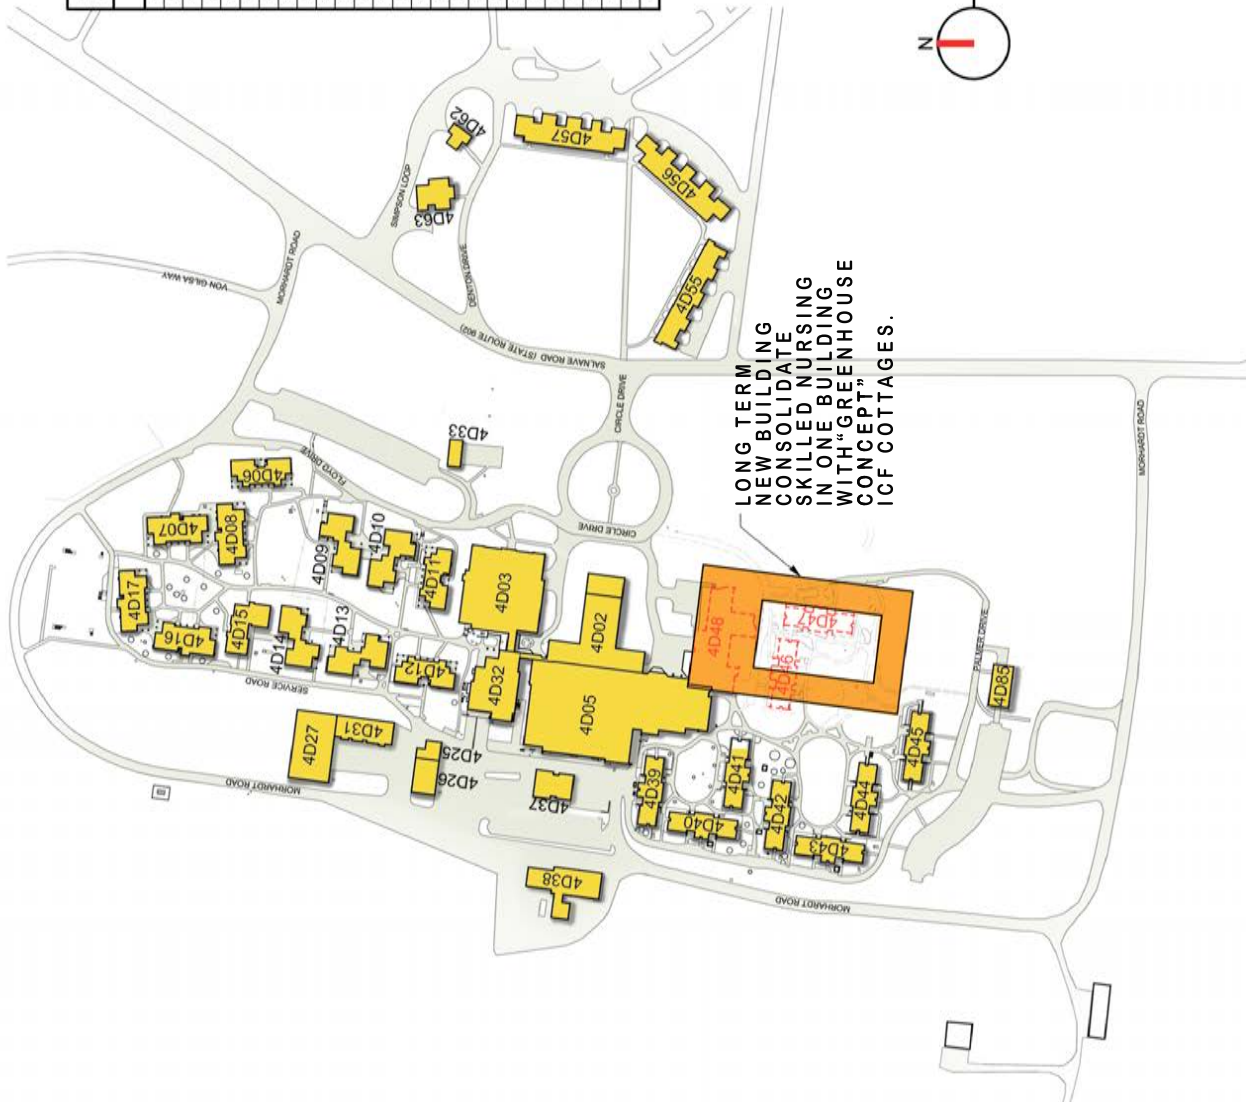 N
4D62
SIMPSON LOOP
4D57
4D63
4D56
MORHARDT ROAD
VON GILSA WAY
DENTON DRIVE
4D55
SALNAVE ROAD (STATE ROUTE 902)
CIRCLE DRIVE
LONG TERM
NEW BUILDING
CONSOLIDATE
SKILLED NURSING
IN ONE BUILDING
WITH "GREENHOUSE
CONCEPT"
ICF COTTAGES.
MORHARDT ROAD
4D33
FLOYD DRIVE
4D06
4D07
4D08
4D09
4D10
4D11
4D03
CIRCLE DRIVE
4D17
4D16
4D15
4D14
4D13
4D12
4D32
4D02
4D05
SERVICE ROAD
4D48
4D47
4D46
PALMER DRIVE
4D85
4D27
4D31
4D25
4D26
4D37
MORHARDT ROAD
4D39
4D41
4D40
4D42
4D45
4D44
4D43
4D38
MORHARDT ROAD